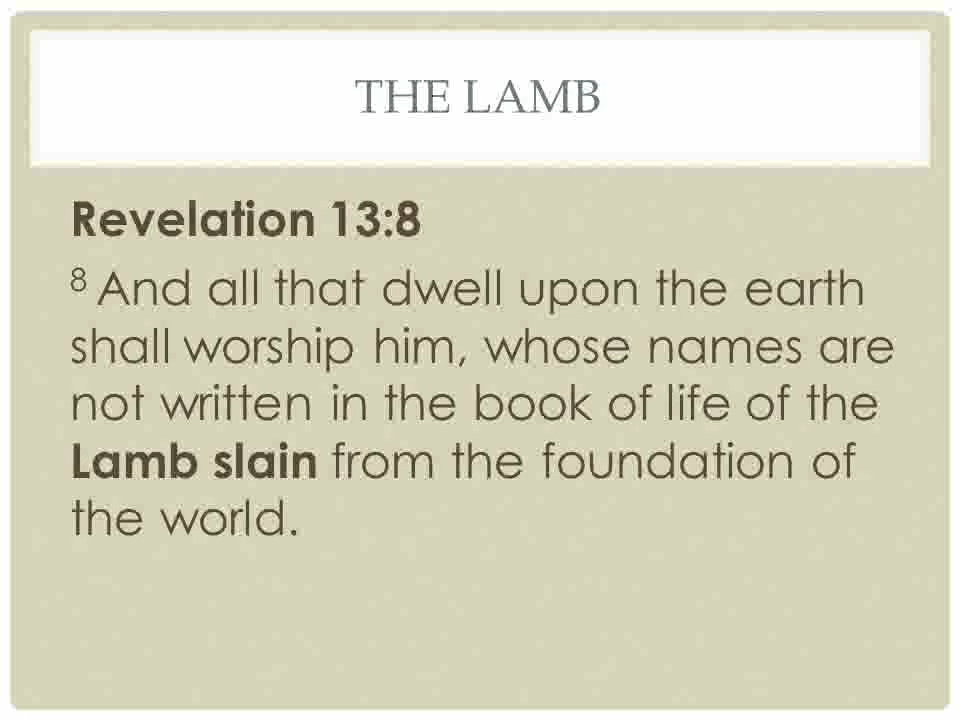 THE LAMB
Revelation 13:8
8 And all that dwell upon the earth
shall worship him, whose names are
not written in the book of life of the
Lamb slain from the foundation of
the world.